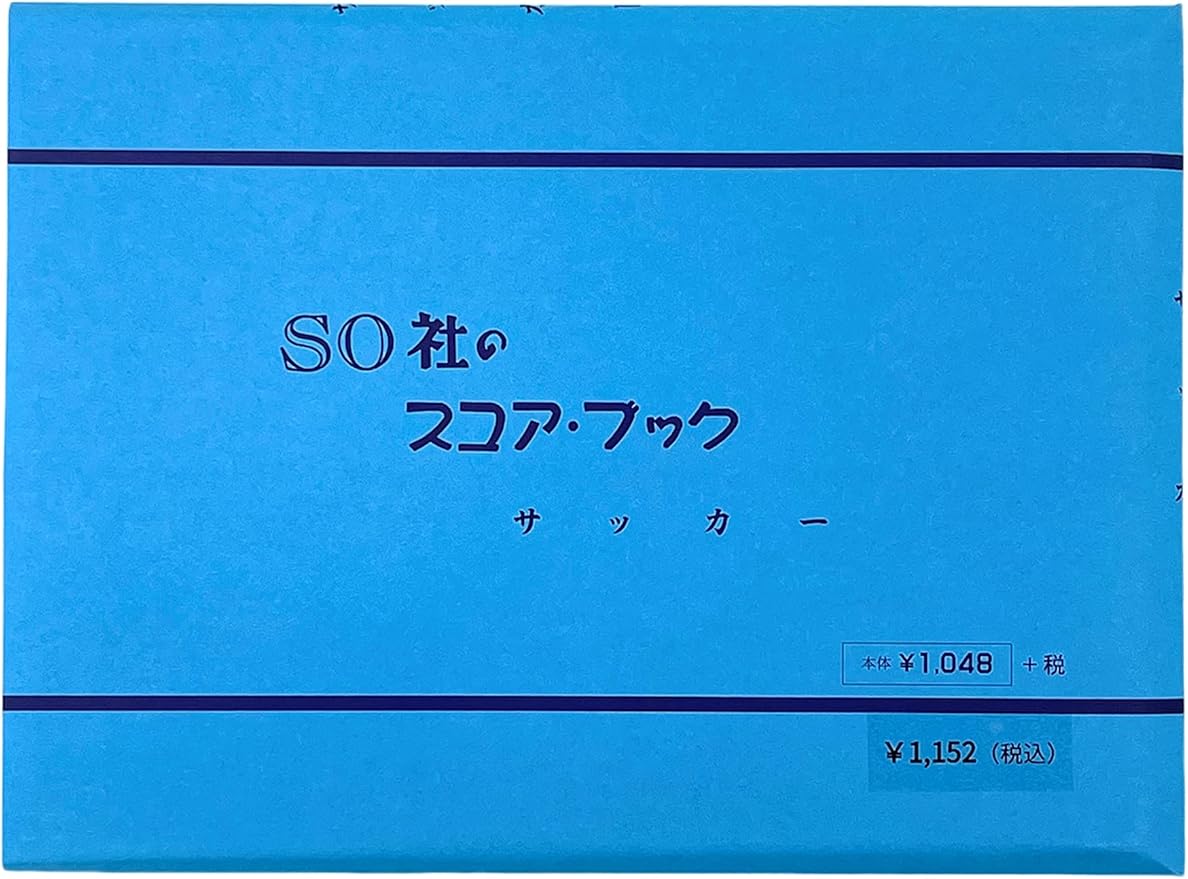 SO社の
スコア・ブック
サッカー
本体 ¥1,048 +税
¥1,152（税込）